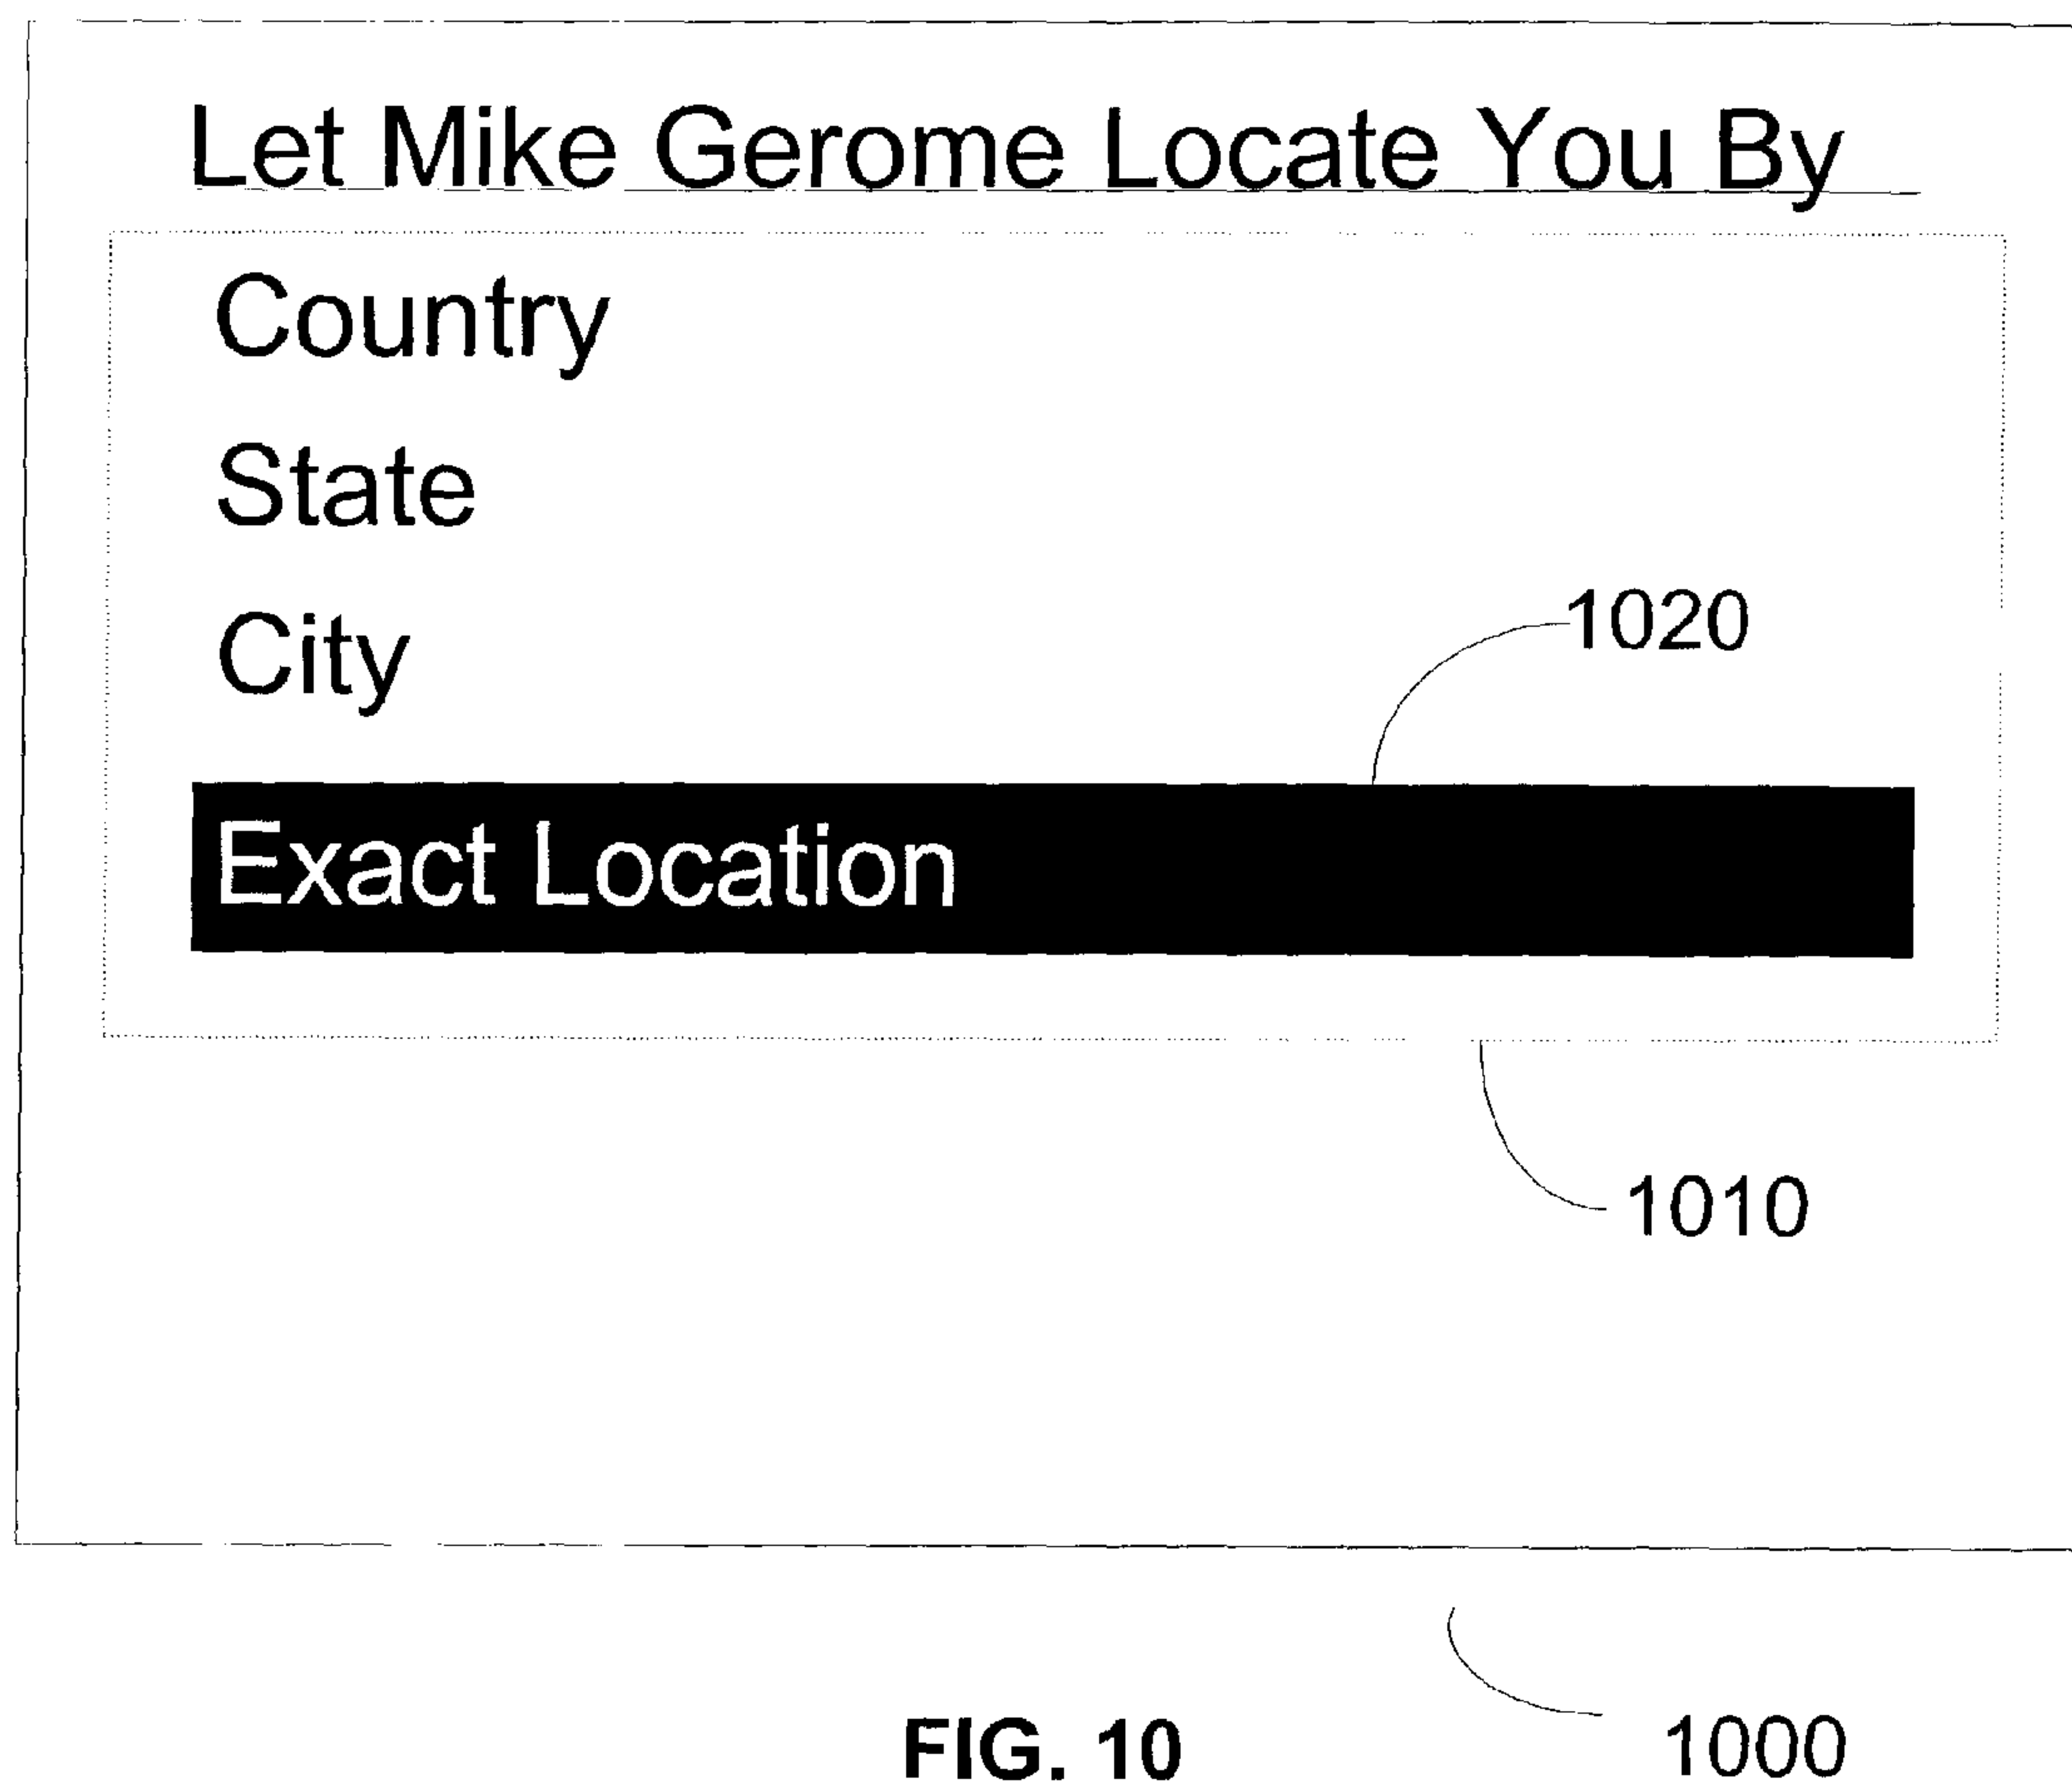 Let Mike Gerome Locate You By
Country
State
City
1020
Exact Location
1010
1000
FIG. 10